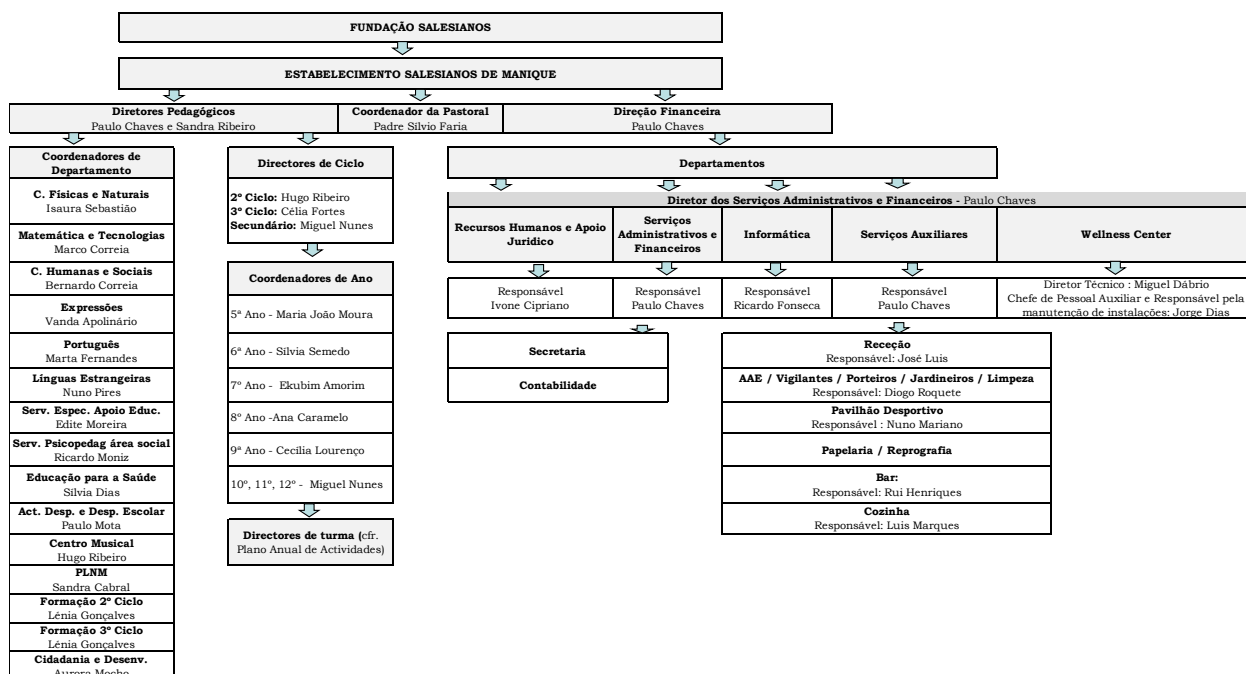 FUNDAÇÃO SALESIANOS
ESTABELECIMENTO SALESIANOS DE MANIQUE
Diretores Pedagógicos
Paulo Chaves e Sandra Ribeiro
Coordenador da Pastoral
Padre Sílvio Faria
Direção Financeira
Paulo Chaves
Coordenadores de
Departamento
C. Físicas e Naturais
Isaura Sebastião
Matemática e Tecnologias
Marco Correia
C. Humanas e Sociais
Bernardo Correia
Expressões
Vanda Apolinário
Português
Marta Fernandes
Línguas Estrangeiras
Nuno Pires
Serv. Espec. Apoio Educ.
Edite Moreira
Serv. Psicopedag área social
Ricardo Moniz
Educação para a Saúde
Sílvia Dias
Act. Desp. e Desp. Escolar
Paulo Mota
Centro Musical
Hugo Ribeiro
PLNM
Sandra Cabral
Formação 2º Ciclo
Lénia Gonçalves
Formação 3º Ciclo
Lénia Gonçalves
Cidadania e Desenv.
Aurora Mocho
Directores de Ciclo
2º Ciclo: Hugo Ribeiro
3º Ciclo: Célia Fortes
Secundário: Miguel Nunes
Coordenadores de Ano
5ª Ano - Maria João Moura
6ª Ano - Sílvia Semedo
7º Ano - Ekubim Amorim
8º Ano -Ana Caramelo
9ª Ano - Cecília Lourenço
10º, 11º, 12º - Miguel Nunes
Directores de turma (cfr.
Plano Anual de Actividades)
Departamentos
Diretor dos Serviços Administrativos e Financeiros - Paulo Chaves
Recursos Humanos e Apoio
Juridico
Serviços
Administrativos e
Financeiros
Informática
Serviços Auxiliares
Wellness Center
Responsável
Ivone Cipriano
Responsável
Paulo Chaves
Responsável
Ricardo Fonseca
Responsável
Paulo Chaves
Diretor Técnico : Miguel Dábrio
Chefe de Pessoal Auxiliar e Responsável pela
manutenção de instalações: Jorge Dias
Secretaria
Contabilidade
Receção
Responsável: José Luis
AAE / Vigilantes / Porteiros / Jardineiros / Limpeza
Responsável: Diogo Roquete
Pavilhão Desportivo
Responsável : Nuno Mariano
Papelaria / Reprografia
Bar:
Responsável: Rui Henriques
Cozinha
Responsável: Luis Marques